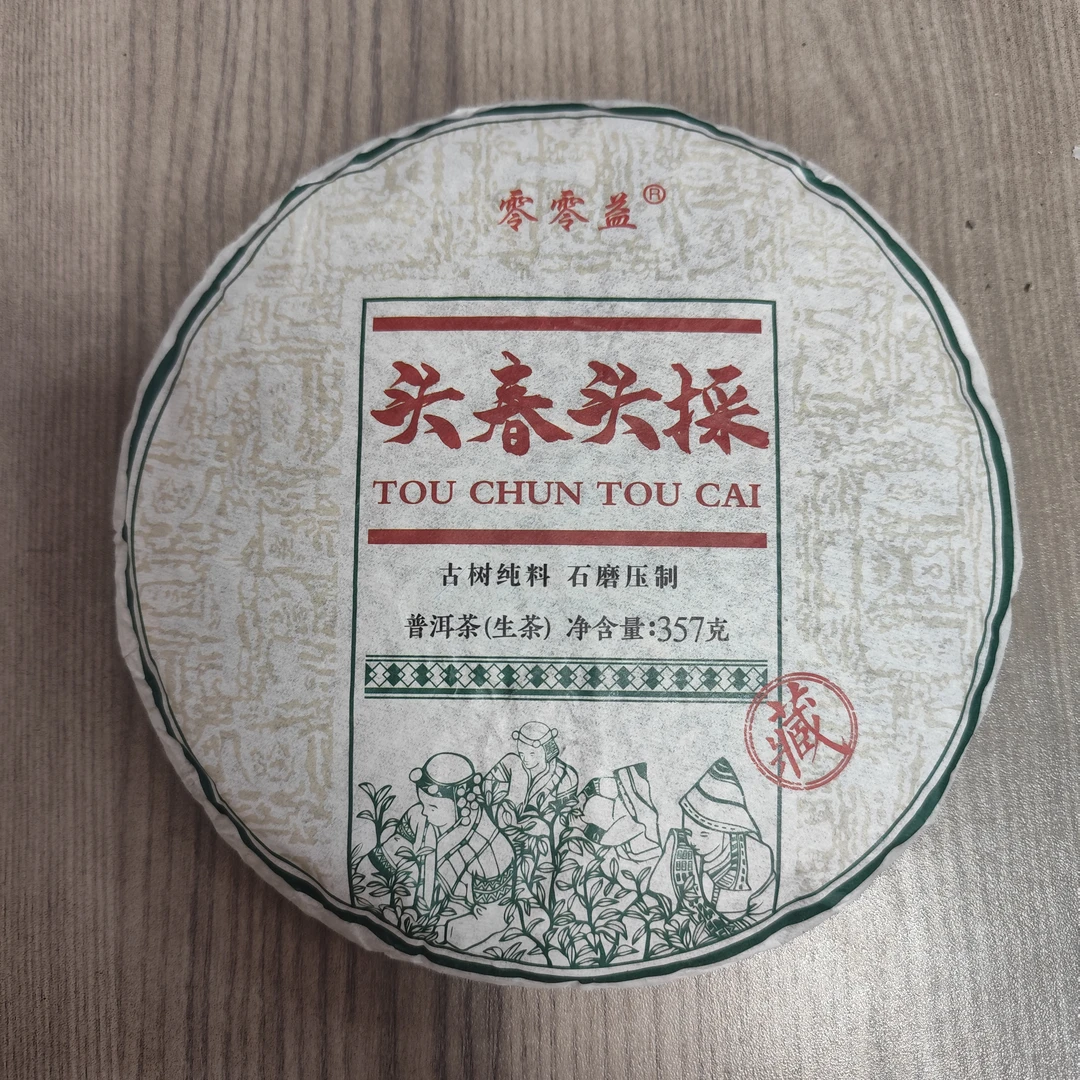 零零益®
头春头採
TOU CHUN TOU CAI
古树纯料 石磨压制
普洱茶(生茶) 净含量:357克
藏